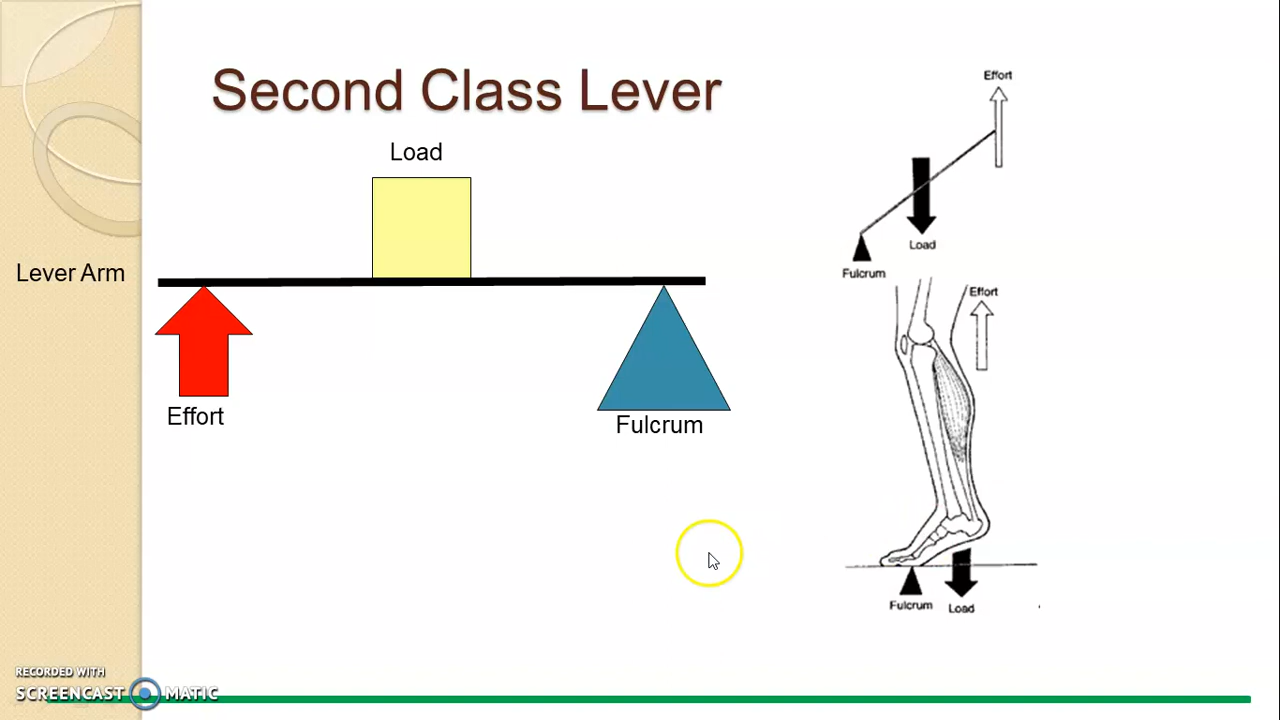 Second Class Lever
Load
Lever Arm
Effort
Fulcrum
Effort
Load
Fulcrum
Effort
Fulcrum
Load
RECORDED WITH
SCREENCAST MATIC